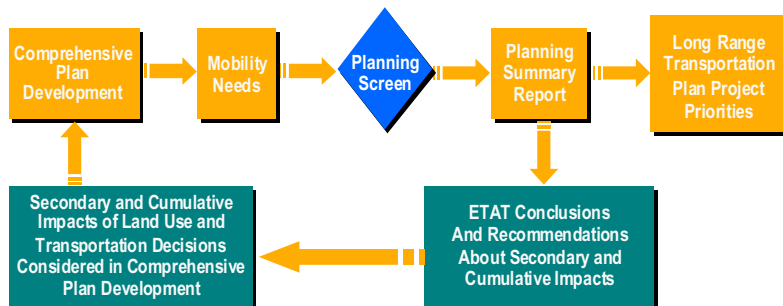 Comprehensive
Plan
Development
Mobility
Needs
Planning
Screen
Planning
Summary
Report
Long Range
Transportation
Plan Project
Priorities
Secondary and Cumulative
Impacts of Land Use and
Transportation Decisions
Considered in Comprehensive
Plan Development
ETAT Conclusions
And Recommendations
About Secondary and
Cumulative Impacts